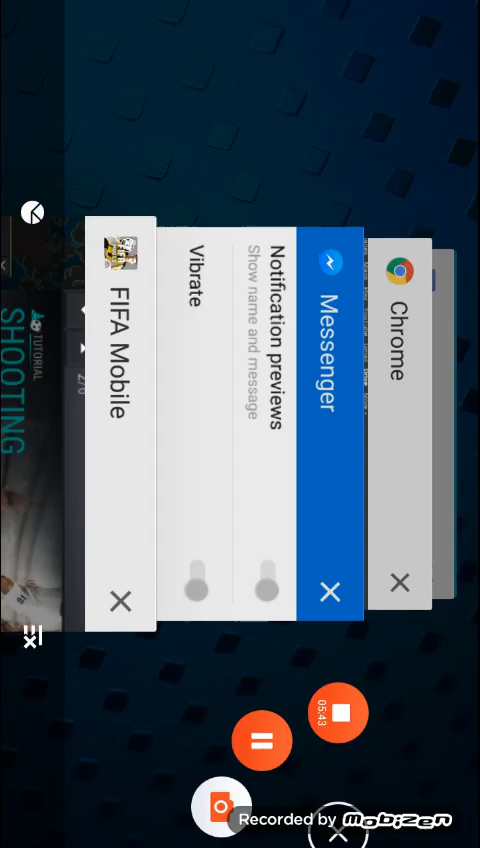 Chrome
Messenger
Notification previews
Show name and message
Vibrate
FIFA Mobile
TUTORIAL
SHOOTING
05:43
Recorded by mobizen